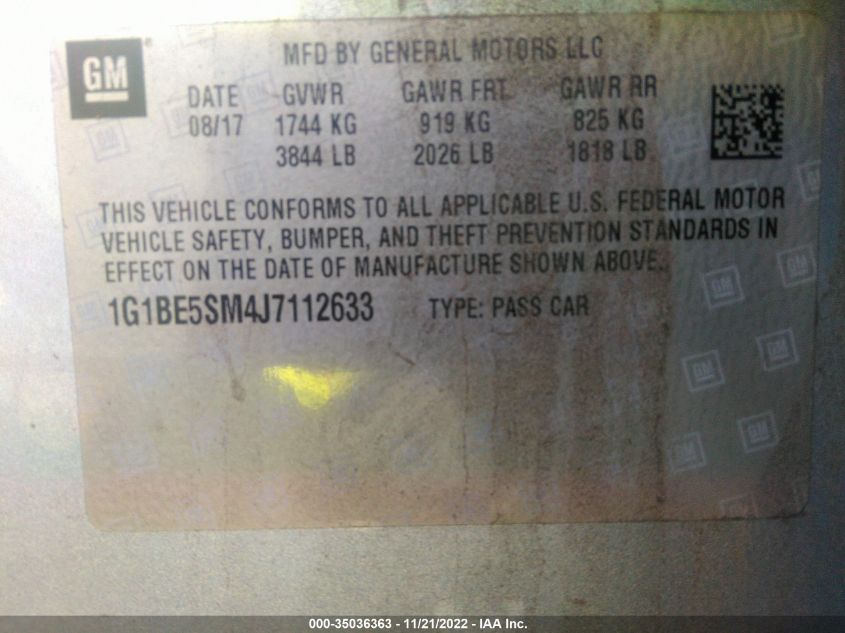 GM
MFD BY GENERAL MOTORS LLC
DATE GVWR GAWR FRT GAWR RR
08/17 1744 KG 919 KG 825 KG
3844 LB 2026 LB 1818 LB
THIS VEHICLE CONFORMS TO ALL APPLICABLE U.S. FEDERAL MOTOR
VEHICLE SAFETY, BUMPER, AND THEFT PREVENTION STANDARDS IN
EFFECT ON THE DATE OF MANUFACTURE SHOWN ABOVE.
1G1BE5SM4J7112633 TYPE: PASS CAR
000-35036363 - 11/21/2022 - IAA Inc.